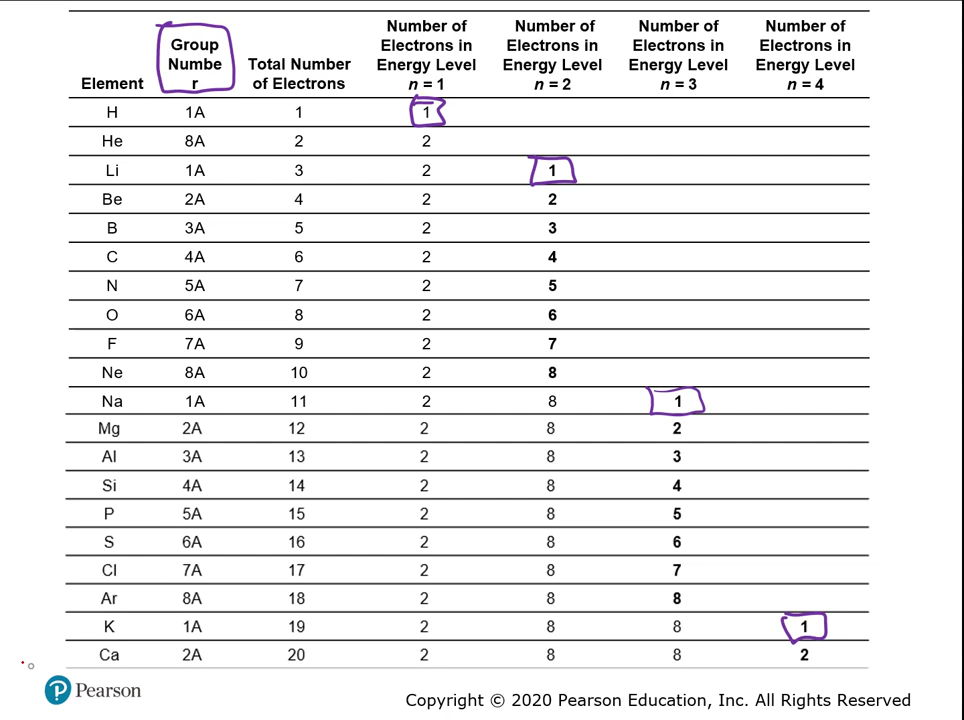 Element Group Numbe r Total Number of Electrons Number of Electrons in Energy Level n = 1 Number of Electrons in Energy Level n = 2 Number of Electrons in Energy Level n = 3 Number of Electrons in Energy Level n = 4
H 1A 1 1
He 8A 2 2
Li 1A 3 2 1
Be 2A 4 2 2
B 3A 5 2 3
C 4A 6 2 4
N 5A 7 2 5
O 6A 8 2 6
F 7A 9 2 7
Ne 8A 10 2 8
Na 1A 11 2 8 1
Mg 2A 12 2 8 2
Al 3A 13 2 8 3
Si 4A 14 2 8 4
P 5A 15 2 8 5
S 6A 16 2 8 6
Cl 7A 17 2 8 7
Ar 8A 18 2 8 8
K 1A 19 2 8 8 1
Ca 2A 20 2 8 8 2
P Pearson
Copyright © 2020 Pearson Education, Inc. All Rights Reserved